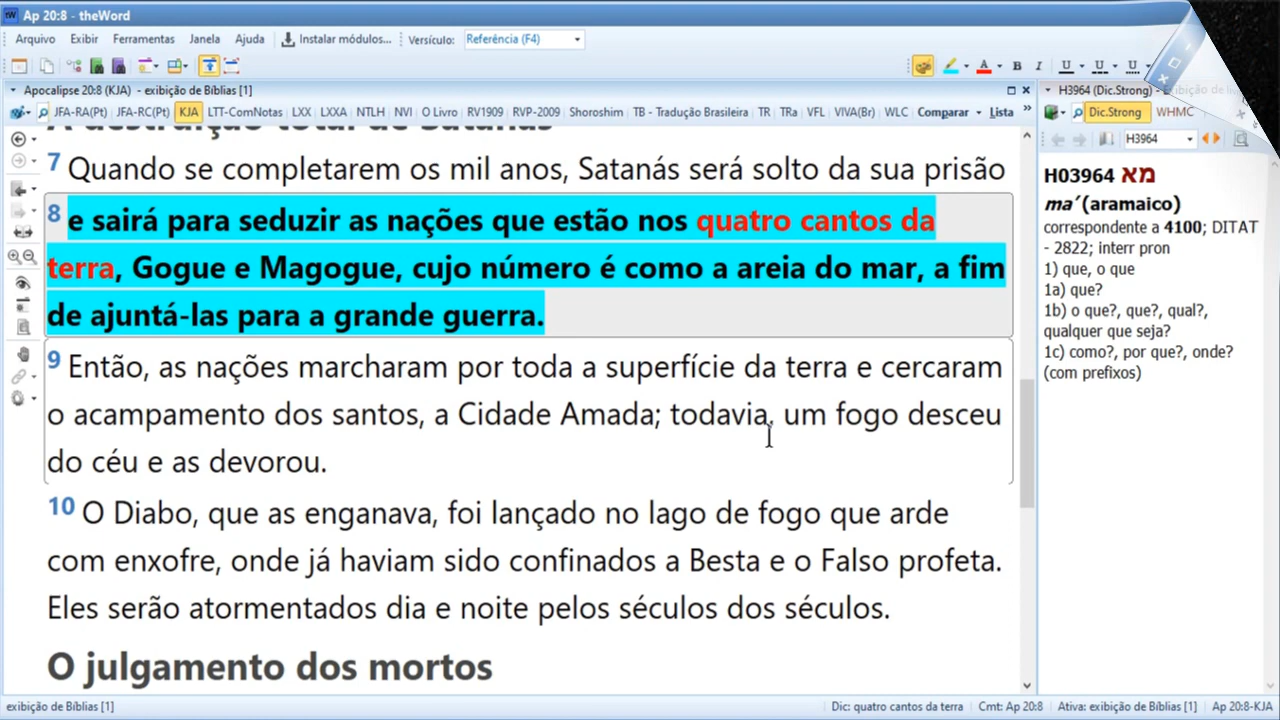 Ap 20:8 - theWord
Arquivo Exibir Ferramentas Janela Ajuda Instalar módulos... Versículo: Referência (F4)
Apocalipse 20:8 (KJA) - exibição de Bíblias [1]
JFA-RA(Pt) JFA-RC(Pt) KJA LTT-ComNotas LXX LXXA NTLH NVI O'Livro RV1909 RVP-2009 Shoroshim TB - Tradução Brasileira TR TRa VFL VIVA(Br) WLC Comparar Lista
A destruição total de Satanás
7 Quando se completarem os mil anos, Satanás será solto da sua prisão
8 e sairá para seduzir as nações que estão nos quatro cantos da
terra, Gogue e Magogue, cujo número é como a areia do mar, a fim
de ajuntá-las para a grande guerra.
9 Então, as nações marcharam por toda a superfície da terra e cercaram
o acampamento dos santos, a Cidade Amada; todavia, um fogo desceu
do céu e as devorou.
10 O Diabo, que as enganava, foi lançado no lago de fogo que arde
com enxofre, onde já haviam sido confinados a Besta e o Falso profeta.
Eles serão atormentados dia e noite pelos séculos dos séculos.
O julgamento dos mortos
H3964 (Dic.Strong) - Exibição de
Dic.Strong WHMC
H3964
H03964 מא
ma' (aramaico)
correspondente a 4100; DITAT
- 2822; interr pron
1) que, o que
1a) que?
1b) o que?, que?, qual?,
qualquer que seja?
1c) como?, por que?, onde?
(com prefixos)
exibição de Bíblias [1] Dic: quatro cantos da terra Cmt: Ap 20:8 Ativa: exibição de Bíblias [1] Ap 20:8-KJA